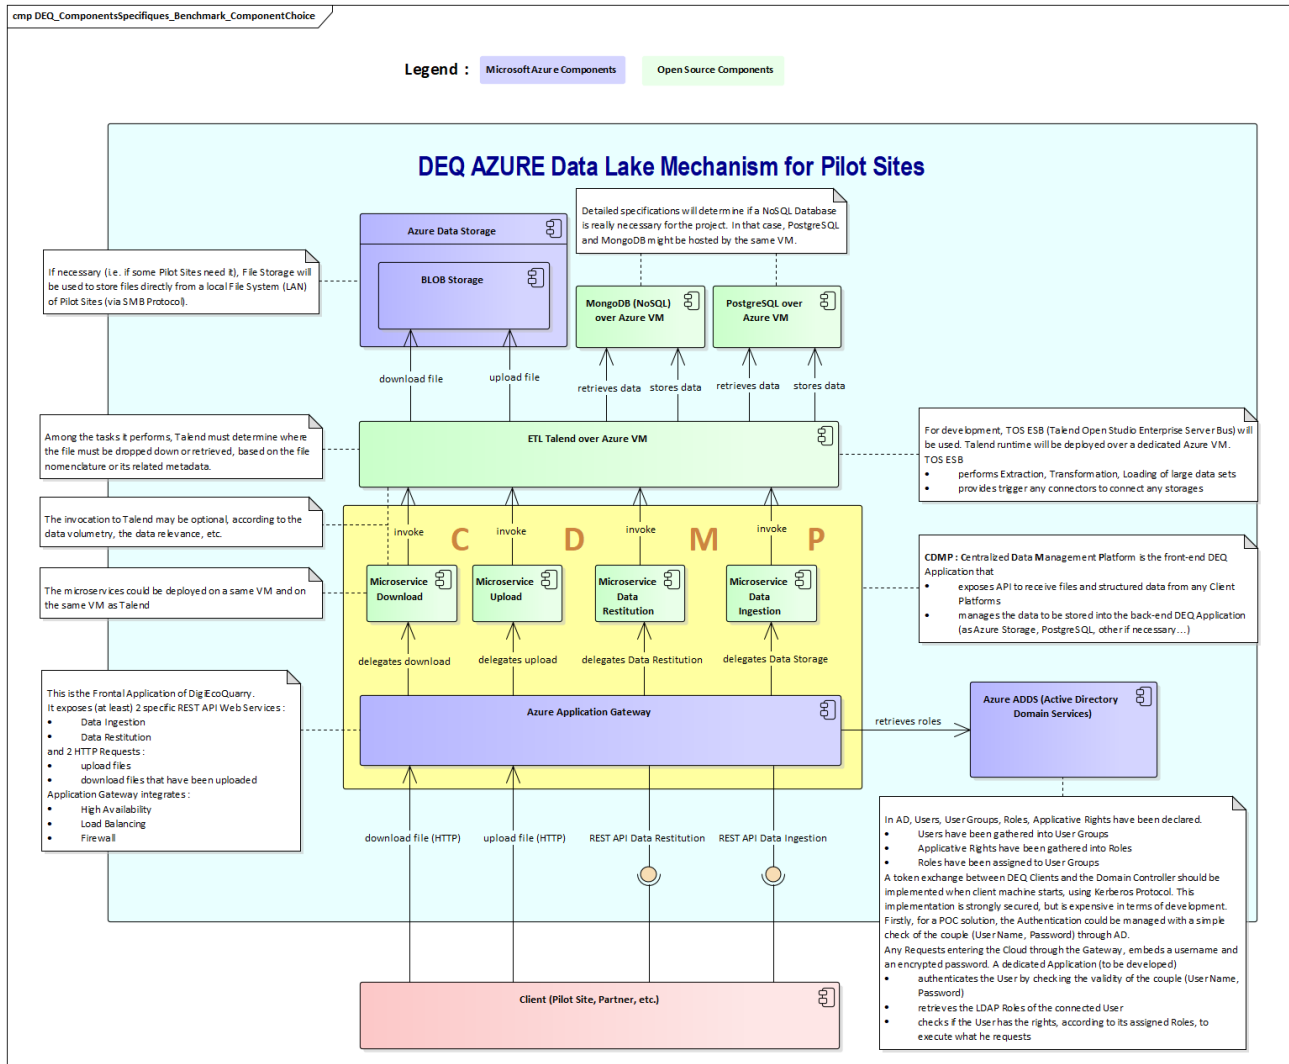 cmp DEQ_ComponentsSpecifiques_Benchmark_ComponentChoice
Legend :
Microsoft Azure Components
Open Source Components
DEQ AZURE Data Lake Mechanism for Pilot Sites
Detailed specifications will determine if a NoSQL Database
is really necessary for the project. In that case, PostgreSQL
and MongoDB might be hosted by the same VM.
Azure Data Storage
BLOB Storage
If necessary (i.e. if some Pilot Sites need it), File Storage will
be used to store files directly from a local File System (LAN)
of Pilot Sites (via SMB Protocol).
MongoDB (NoSQL)
over Azure VM
PostgreSQL over
Azure VM
download file
upload file
retrieves data
stores data
retrieves data
stores data
Among the tasks it performs, Talend must determine where
the file must be dropped down or retrieved, based on the file
nomenclature or its related metadata.
ETL Talend over Azure VM
For development, TOS ESB (Talend Open Studio Enterprise Server Bus) will
be used. Talend runtime will be deployed over a dedicated Azure VM.
TOS ESB
• performs Extraction, Transformation, Loading of large data sets
• provides trigger any connectors to connect any storages
The invocation to Talend may be optional, according to the
data volumetry, the data relevance, etc.
invoke
invoke
invoke
invoke
C D M P
CDMP : Centralized Data Management Platform is the front-end DEQ
Application that
• exposes API to receive files and structured data from any Client
Platforms
• manages the data to be stored into the back-end DEQ Application
(as Azure Storage, PostgreSQL, other if necessary...)
The microservices could be deployed on a same VM and on
the same VM as Talend
Microservice
Download
Microservice
Upload
Microservice
Data
Restitution
Microservice
Data
Ingestion
delegates download
delegates upload
delegates Data Restitution
delegates Data Storage
This is the Frontal Application of DigiEcoQuarry.
It exposes (at least) 2 specific REST API Web Services :
• Data Ingestion
• Data Restitution
and 2 HTTP Requests :
• upload files
• download files that have been uploaded
Application Gateway integrates :
• High Availability
• Load Balancing
• Firewall
Azure Application Gateway
retrieves roles
Azure ADDS (Active Directory
Domain Services)
download file (HTTP)
upload file (HTTP)
REST API Data Restitution
REST API Data Ingestion
In AD, Users, User Groups, Roles, Applicative Rights have been declared.
• Users have been gathered into User Groups
• Applicative Rights have been gathered into Roles
• Roles have been assigned to User Groups
A token exchange between DEQ Clients and the Domain Controller should be
implemented when client machine starts, using Kerberos Protocol. This
implementation is strongly secured, but is expensive in terms of development.
Firstly, for a POC solution, the Authentication could be managed with a simple
check of the couple (User Name, Password) through AD.
Any Requests entering the Cloud through the Gateway, embeds a username and
an encrypted password. A dedicated Application (to be developed)
• authenticates the User by checking the validity of the couple (User Name,
Password)
• retrieves the LDAP Roles of the connected User
• checks if the User has the rights, according to its assigned Roles, to
execute what he requests
Client (Pilot Site, Partner, etc.)